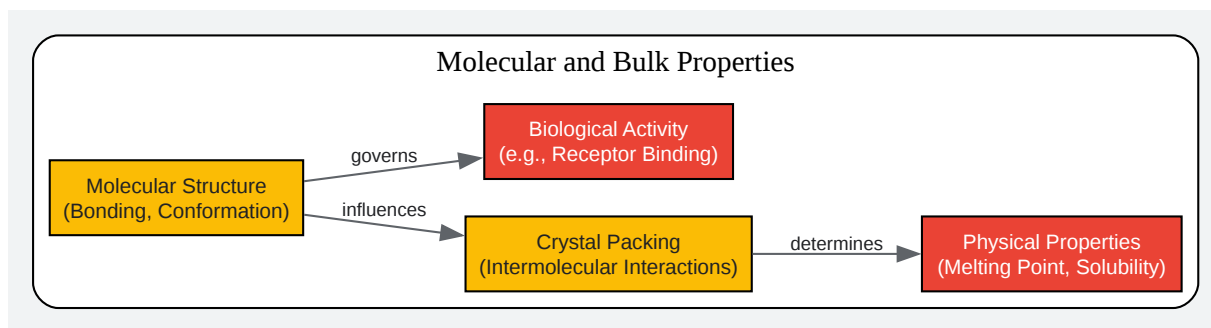 Molecular and Bulk Properties
Molecular Structure
(Bonding, Conformation)
governs
influences
Biological Activity
(e.g., Receptor Binding)
Crystal Packing
(Intermolecular Interactions)
determines
Physical Properties
(Melting Point, Solubility)